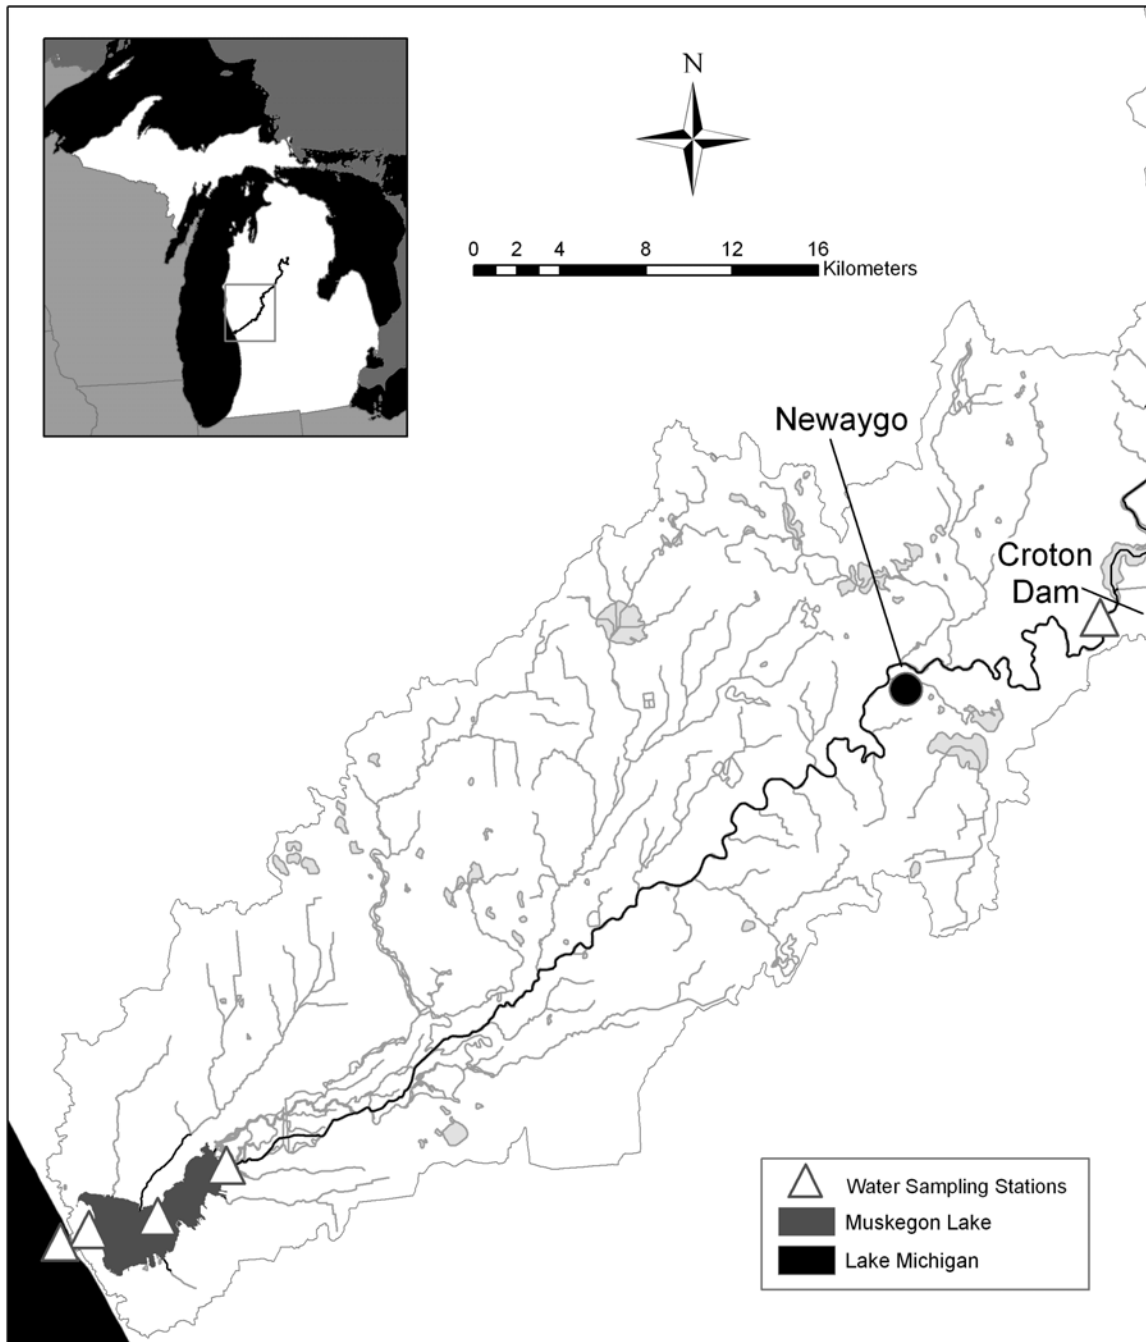 N
0 2 4 8 12 16
Kilometers
Newaygo
Croton
Dam
Water Sampling Stations
Muskegon Lake
Lake Michigan